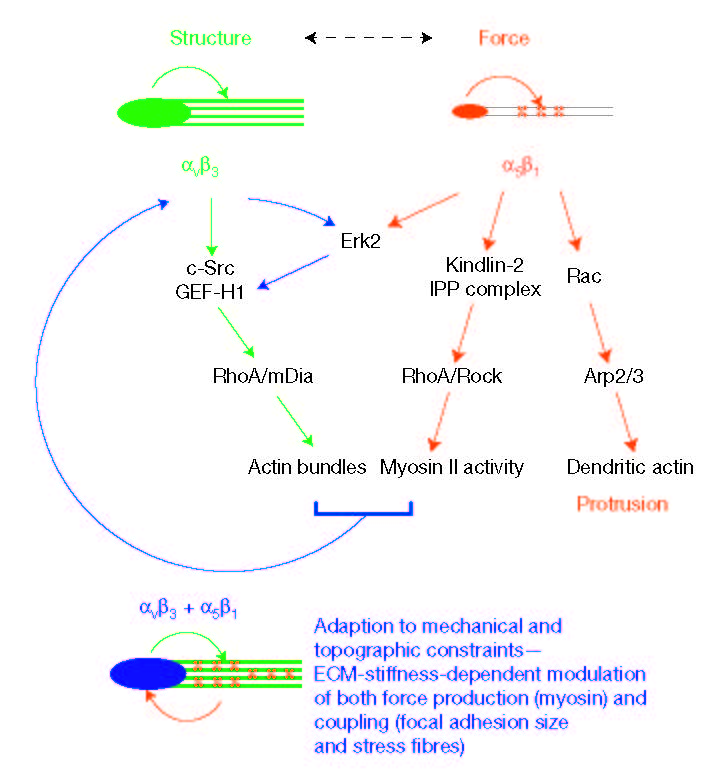 Structure
Force
αvβ3
α5β1
Erk2
c-Src
GEF-H1
Kindlin-2
IPP complex
Rac
RhoA/mDia
RhoA/Rock
Arp2/3
Actin bundles
Myosin II activity
Dendritic actin
Protrusion
αvβ3 + α5β1
Adaption to mechanical and
topographic constraints—
ECM-stiffness-dependent modulation
of both force production (myosin) and
coupling (focal adhesion size
and stress fibres)